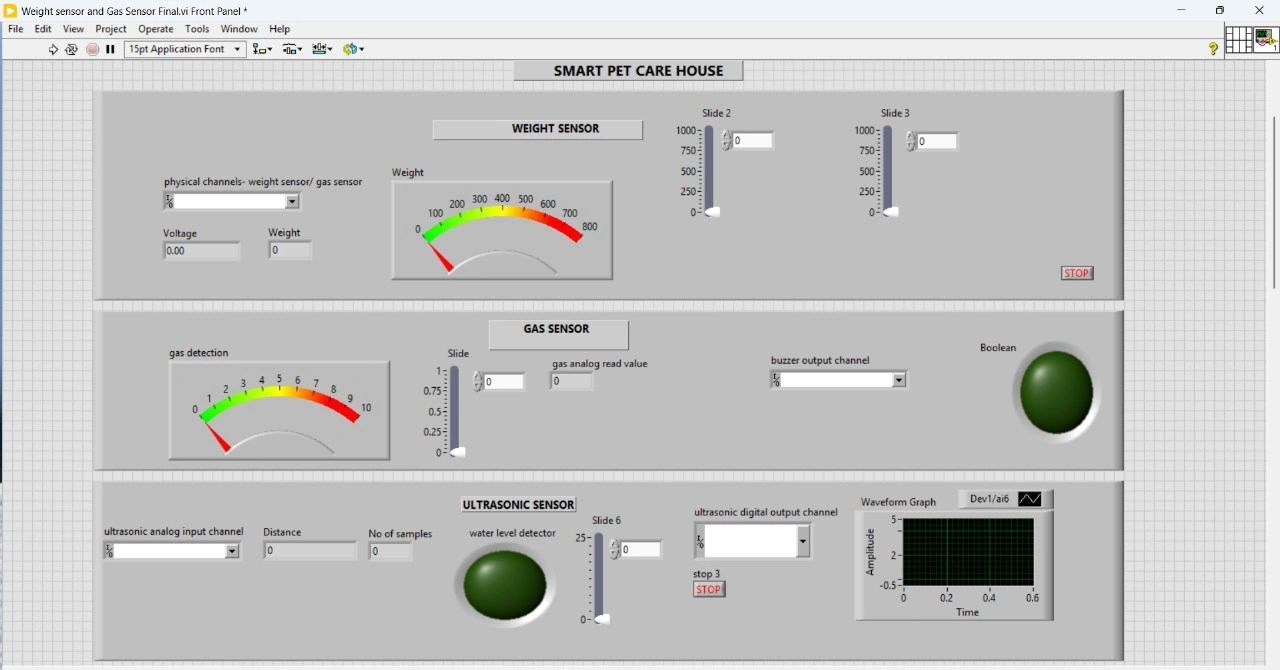 Weight sensor and Gas Sensor Final.vi Front Panel *
File Edit View Project Operate Tools Window Help
15pt Application Font
?
1
SMART PET CARE HOUSE
WEIGHT SENSOR
Slide 2
1000
750
500
250
0
0
Slide 3
1000
750
500
250
0
0
physical channels- weight sensor/ gas sensor
I/0
Voltage
0.00
Weight
0
Weight
0 100 200 300 400 500 600 700 800
STOP
GAS SENSOR
gas detection
0 1 2 3 4 5 6 7 8 9 10
Slide
1
0.75
0.5
0.25
0
0
gas analog read value
0
buzzer output channel
I/0
Boolean
ULTRASONIC SENSOR
ultrasonic analog input channel
I/0
Distance
0
No of samples
0
water level detector
Slide 6
25
0
0
ultrasonic digital output channel
I/0
stop 3
STOP
Waveform Graph
Dev1/ai6
Amplitude
5
2
-0.5
0 0.2 0.4 0.6
Time